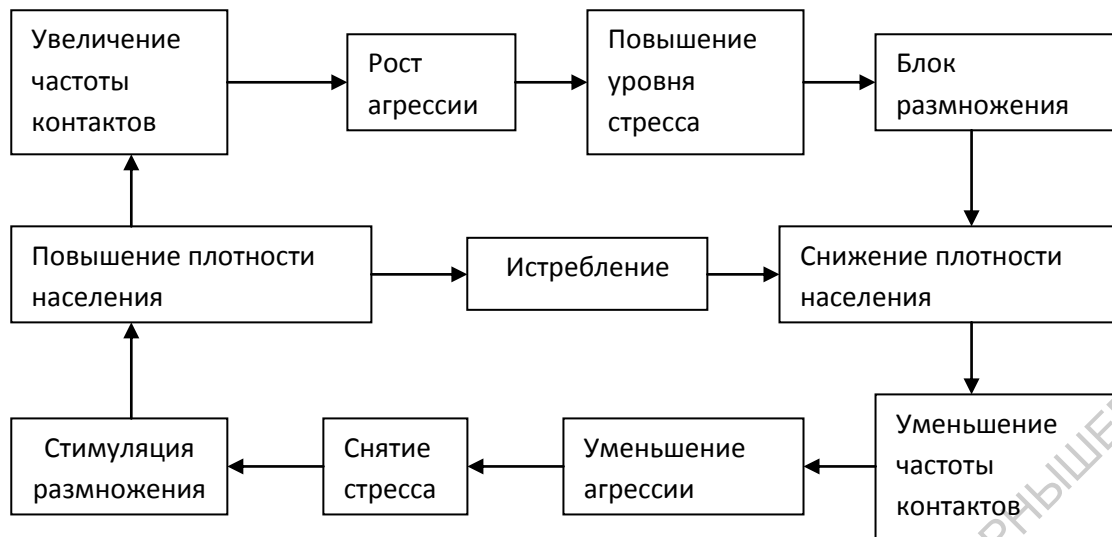 Увеличение
частоты
контактов
Рост
агрессии
Повышение
уровня
стресса
Блок
размножения
Повышение плотности
населения
Истребление
Снижение плотности
населения
Стимуляция
размножения
Снятие
стресса
Уменьшение
агрессии
Уменьшение
частоты
контактов